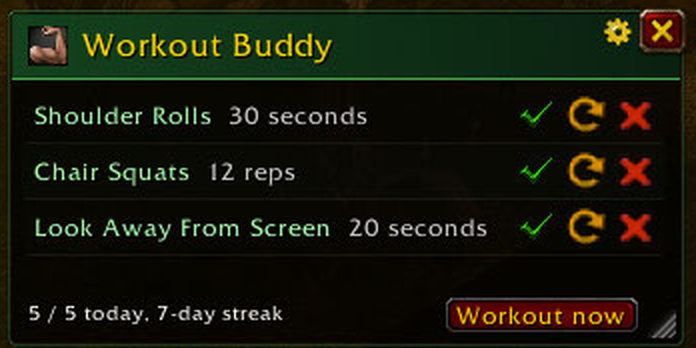 Workout Buddy
Shoulder Rolls 30 seconds
Chair Squats 12 reps
Look Away From Screen 20 seconds
5 / 5 today, 7-day streak
Workout now